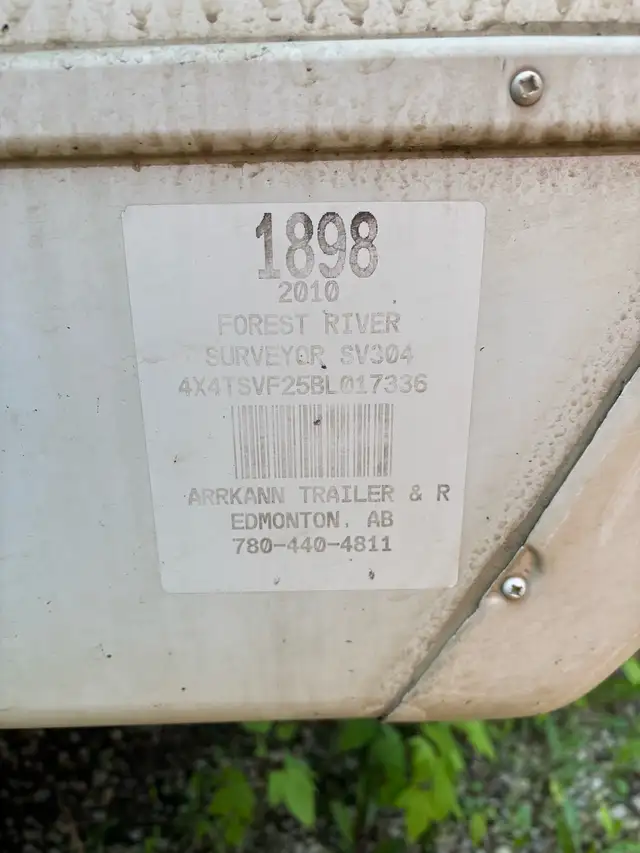 1898
2010
FOREST RIVER
SURVEYOR SV304
4X4TSVF25BL017336
ARRKANN TRAILER & R
EDMONTON, AB
780-440-4811